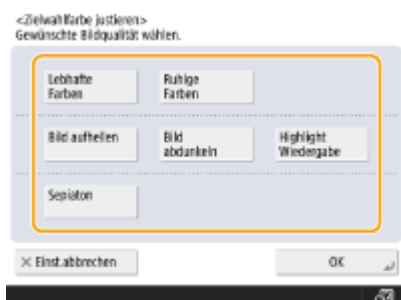 <Zielwahlfarbe justieren>
Gewünschte Bildqualität wählen.
Lebhafte Farben
Ruhige Farben
Bild aufhellen
Bild abdunkeln
Highlight Wiedergabe
Sepiaton
× Einst.abbrechen
OK